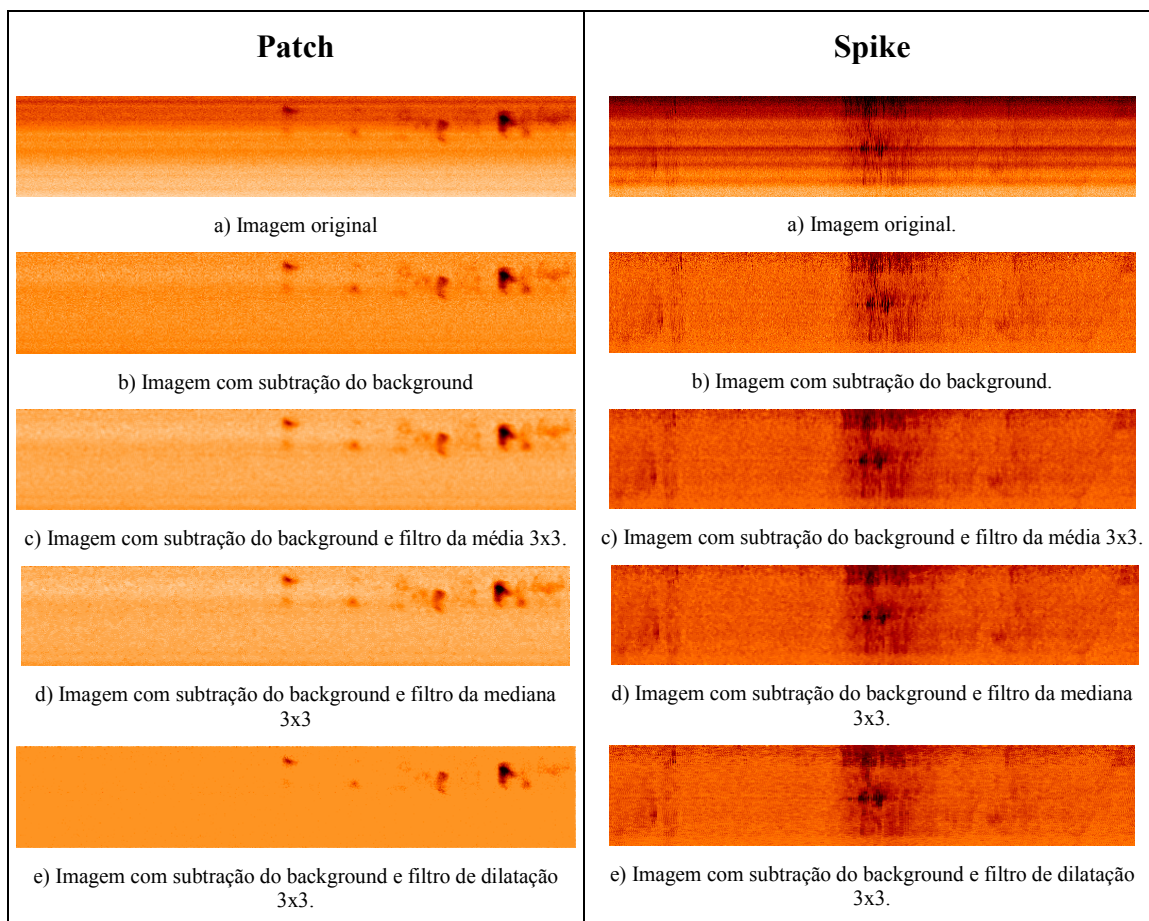 Patch
a) Imagem original
b) Imagem com subtração do background
c) Imagem com subtração do background e filtro da média 3x3.
d) Imagem com subtração do background e filtro da mediana
3x3
e) Imagem com subtração do background e filtro de dilatação
3x3.
Spike
a) Imagem original.
b) Imagem com subtração do background.
c) Imagem com subtração do background e filtro da média 3x3.
d) Imagem com subtração do background e filtro da mediana
3x3.
e) Imagem com subtração do background e filtro de dilatação
3x3.